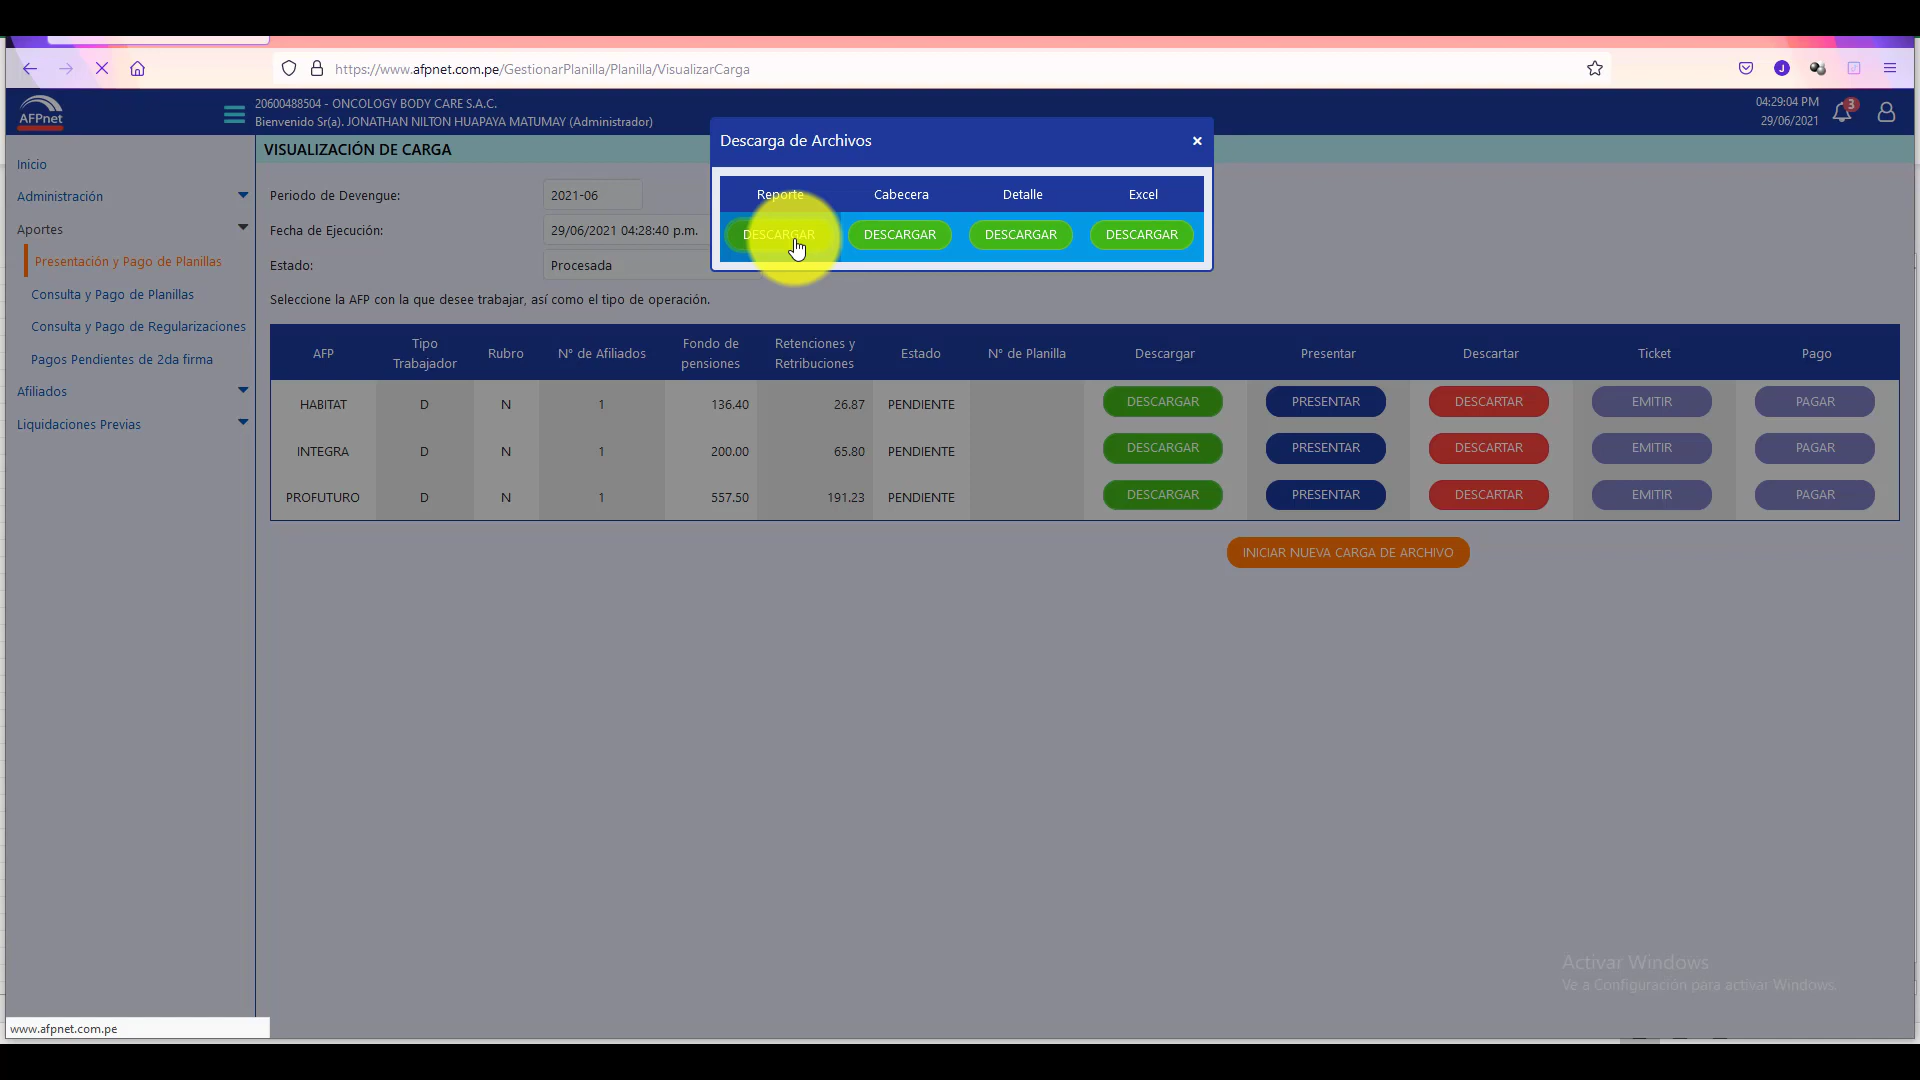 https://www.afpnet.com.pe/GestionarPlanilla/Planilla/VisualizarCarga
J
AFPnet
20600488504 - ONCOLOGY BODY CARE S.A.C.
Bienvenido Sr(a). JONATHAN NILTON HUAPAYA MATUMAY (Administrador)
04:29:04 PM
29/06/2021
3
Inicio
Administración
Aportes
Presentación y Pago de Planillas
Consulta y Pago de Planillas
Consulta y Pago de Regularizaciones
Pagos Pendientes de 2da firma
Afiliados
Liquidaciones Previas
VISUALIZACIÓN DE CARGA
Periodo de Devengue: 2021-06
Fecha de Ejecución: 29/06/2021 04:28:40 p.m.
Estado: Procesada
Descarga de Archivos ×
Reporte Cabecera Detalle Excel
DESCARGAR DESCARGAR DESCARGAR DESCARGAR
Seleccione la AFP con la que desee trabajar, así como el tipo de operación.
AFP Tipo Trabajador Rubro N° de Afiliados Fondo de pensiones Retenciones y Retribuciones Estado N° de Planilla Descargar Presentar Descartar Ticket Pago
HABITAT D N 1 136.40 26.87 PENDIENTE DESCARGAR PRESENTAR DESCARTAR EMITIR PAGAR
INTEGRA D N 1 200.00 65.80 PENDIENTE DESCARGAR PRESENTAR DESCARTAR EMITIR PAGAR
PROFUTURO D N 1 557.50 191.23 PENDIENTE DESCARGAR PRESENTAR DESCARTAR EMITIR PAGAR
INICIAR NUEVA CARGA DE ARCHIVO
Activar Windows
Ve a Configuración para activar Windows.
www.afpnet.com.pe